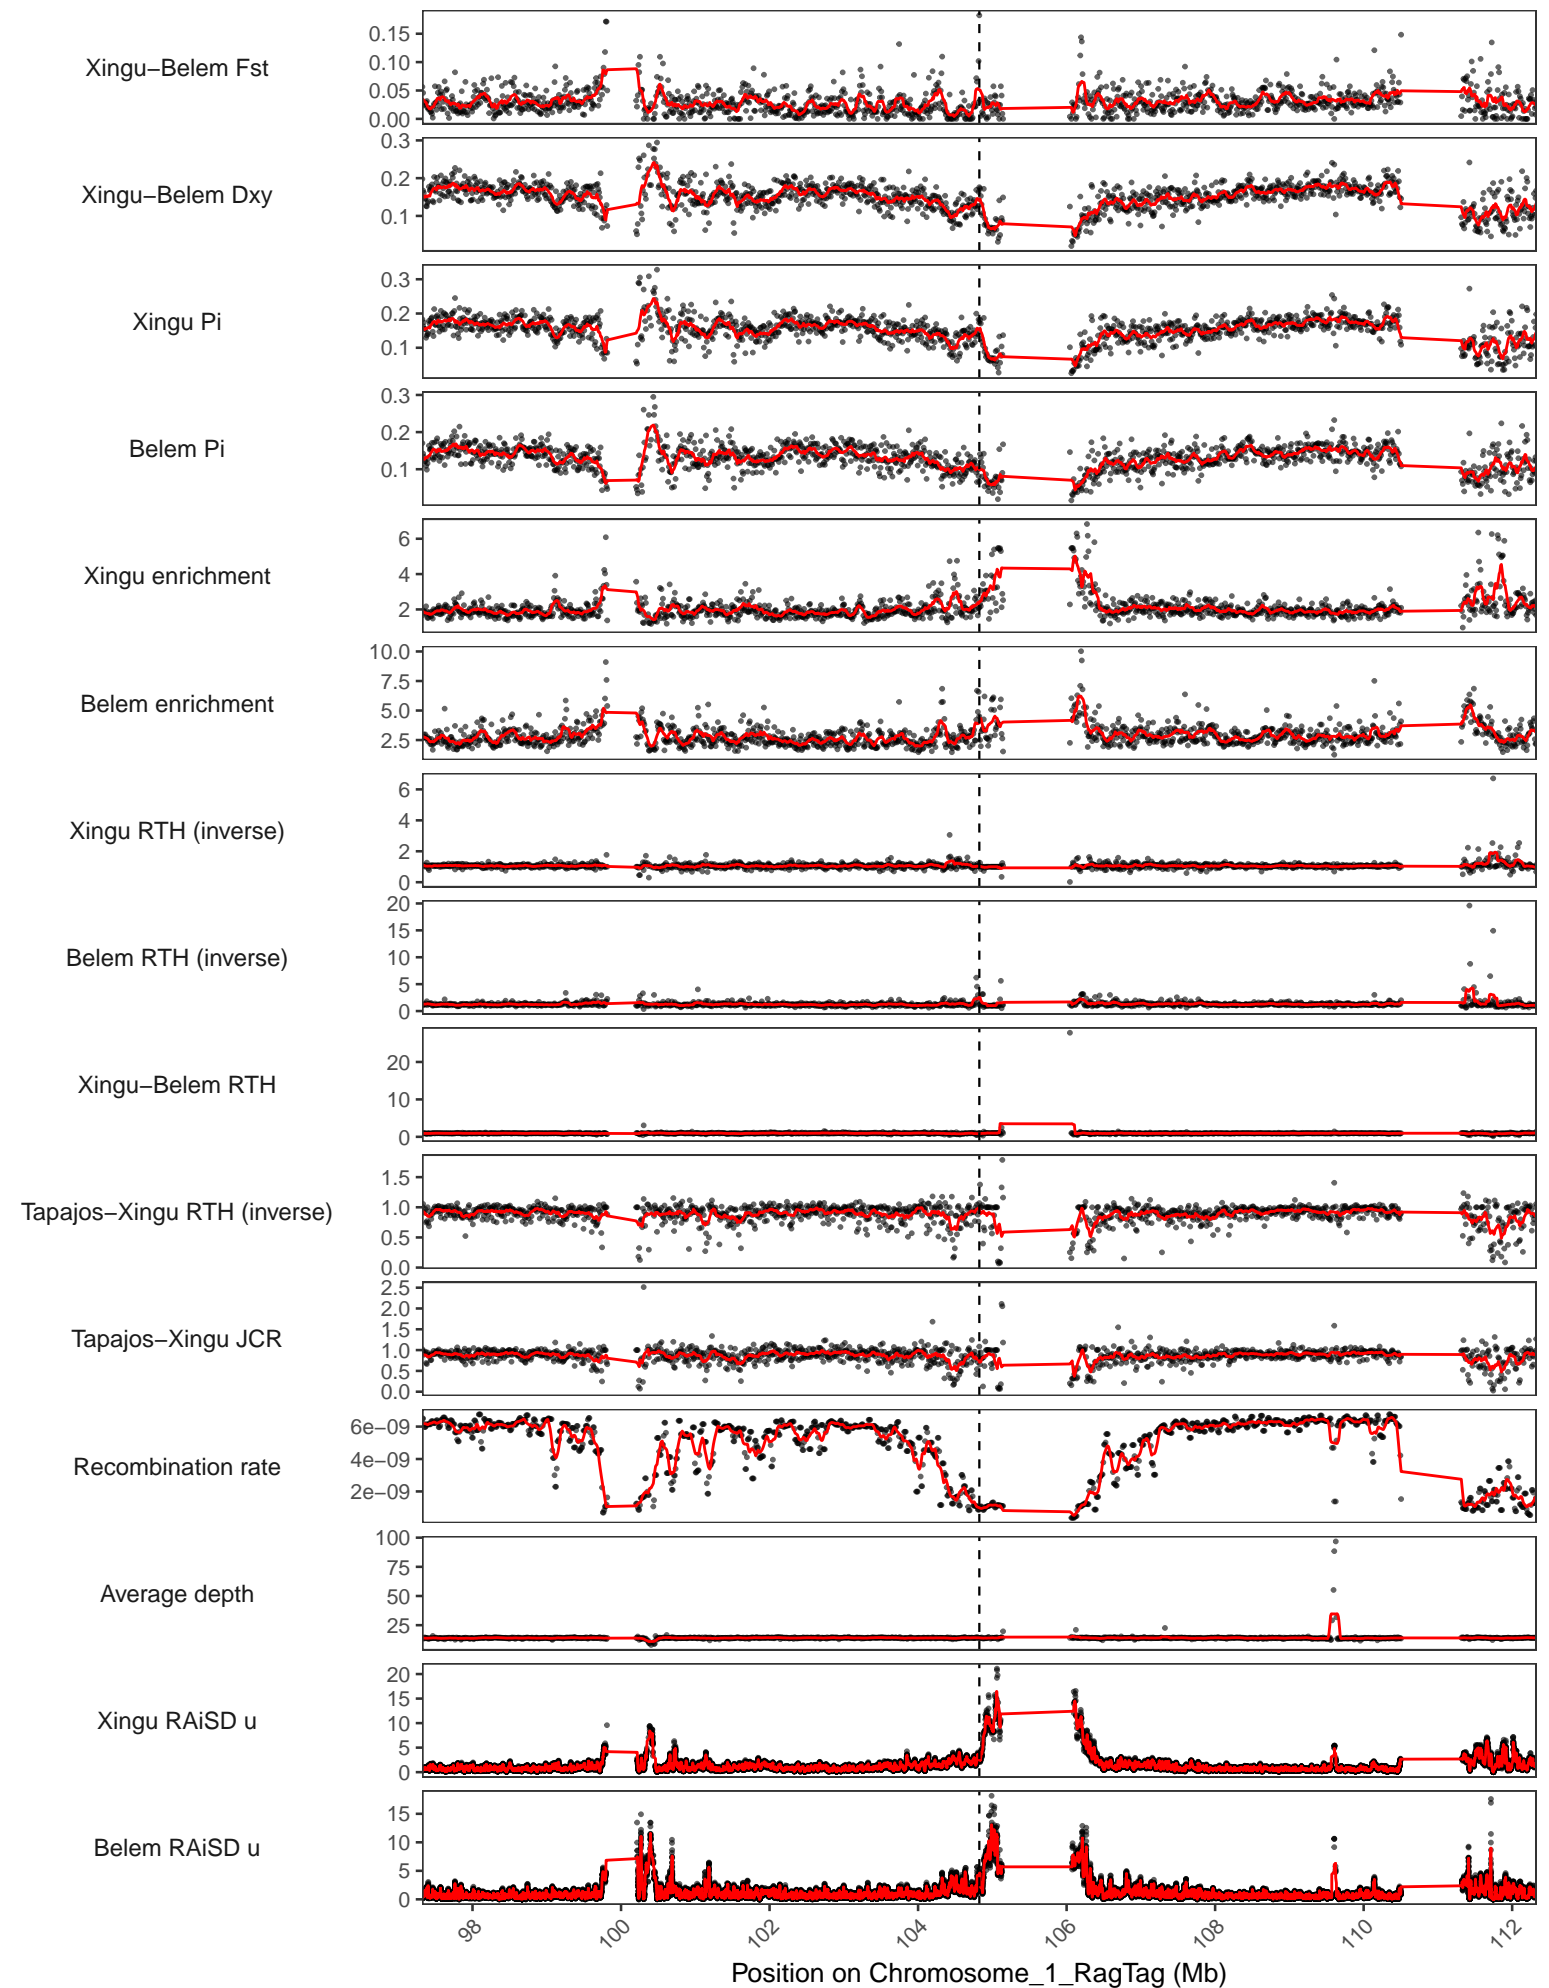 Xingu−Belem Fst
0.15
0.10
0.05
0.00
Xingu−Belem Dxy
0.3
0.2
0.1
Xingu Pi
0.3
0.2
0.1
Belem Pi
0.3
0.2
0.1
Xingu enrichment
6
4
2
Belem enrichment
10.0
7.5
5.0
2.5
Xingu RTH (inverse)
6
4
2
0
Belem RTH (inverse)
20
15
10
5
0
Xingu−Belem RTH
20
10
0
Tapajos−Xingu RTH (inverse)
1.5
1.0
0.5
0.0
Tapajos−Xingu JCR
2.5
2.0
1.5
1.0
0.5
0.0
Recombination rate
6e−09
4e−09
2e−09
Average depth
100
75
50
25
Xingu RAiSD u
20
15
10
5
0
Belem RAiSD u
15
10
5
0
98 100 102 104 106 108 110 112
Position on Chromosome_1_RagTag (Mb)